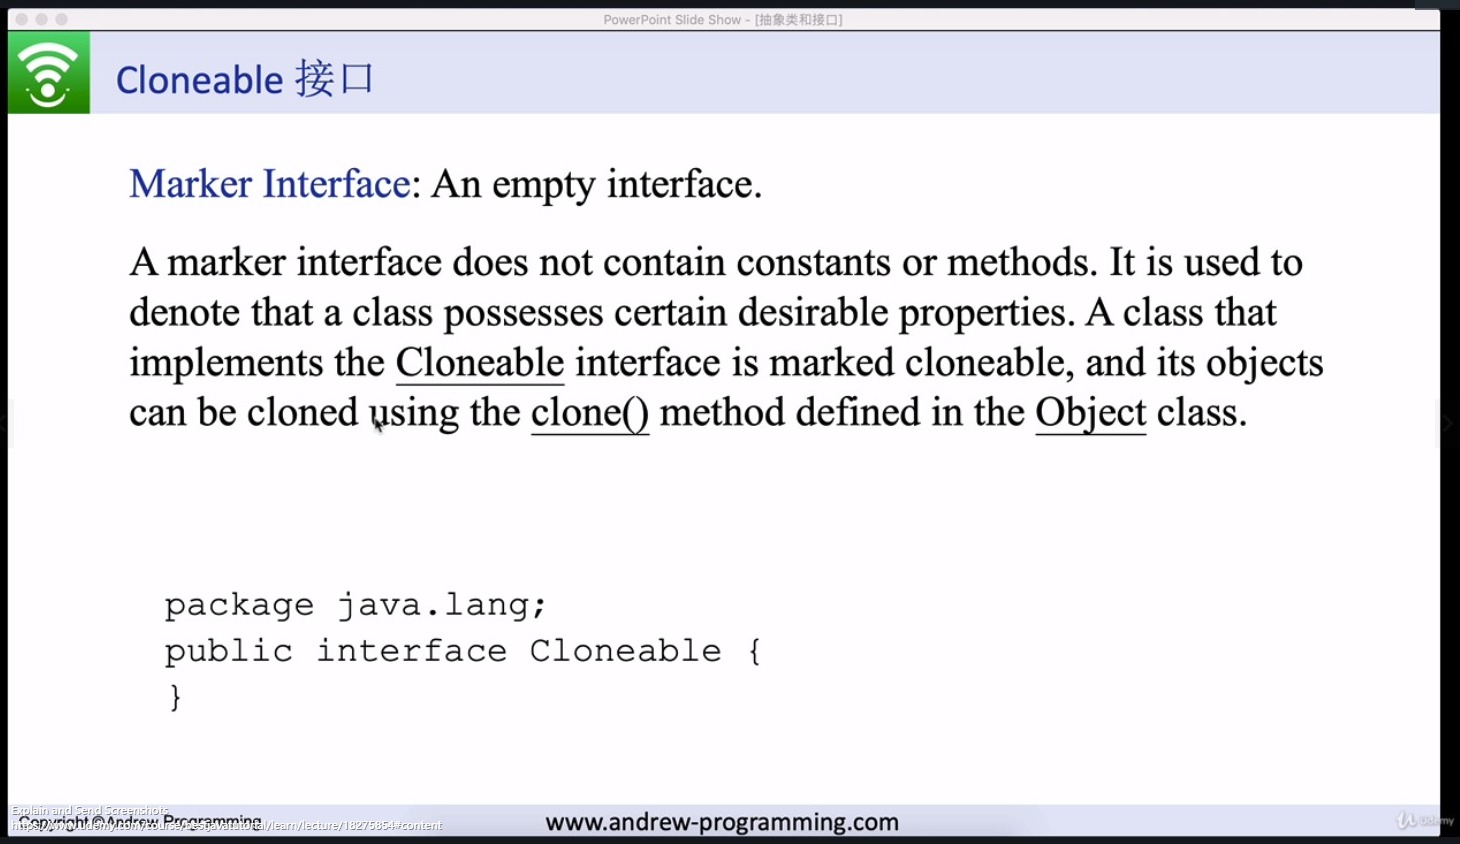 PowerPoint Slide Show - [抽象类和接口]
Cloneable 接口
Marker Interface: An empty interface.
A marker interface does not contain constants or methods. It is used to
denote that a class possesses certain desirable properties. A class that
implements the Cloneable interface is marked cloneable, and its objects
can be cloned using the clone() method defined in the Object class.
package java.lang;
public interface Cloneable {
}
Explain and Send Screenshots
Copyright ©Andrew Programming
https://www.udemy.com/course/bestjavatutorial/learn/lecture/18275854#content
www.andrew-programming.com
Udemy